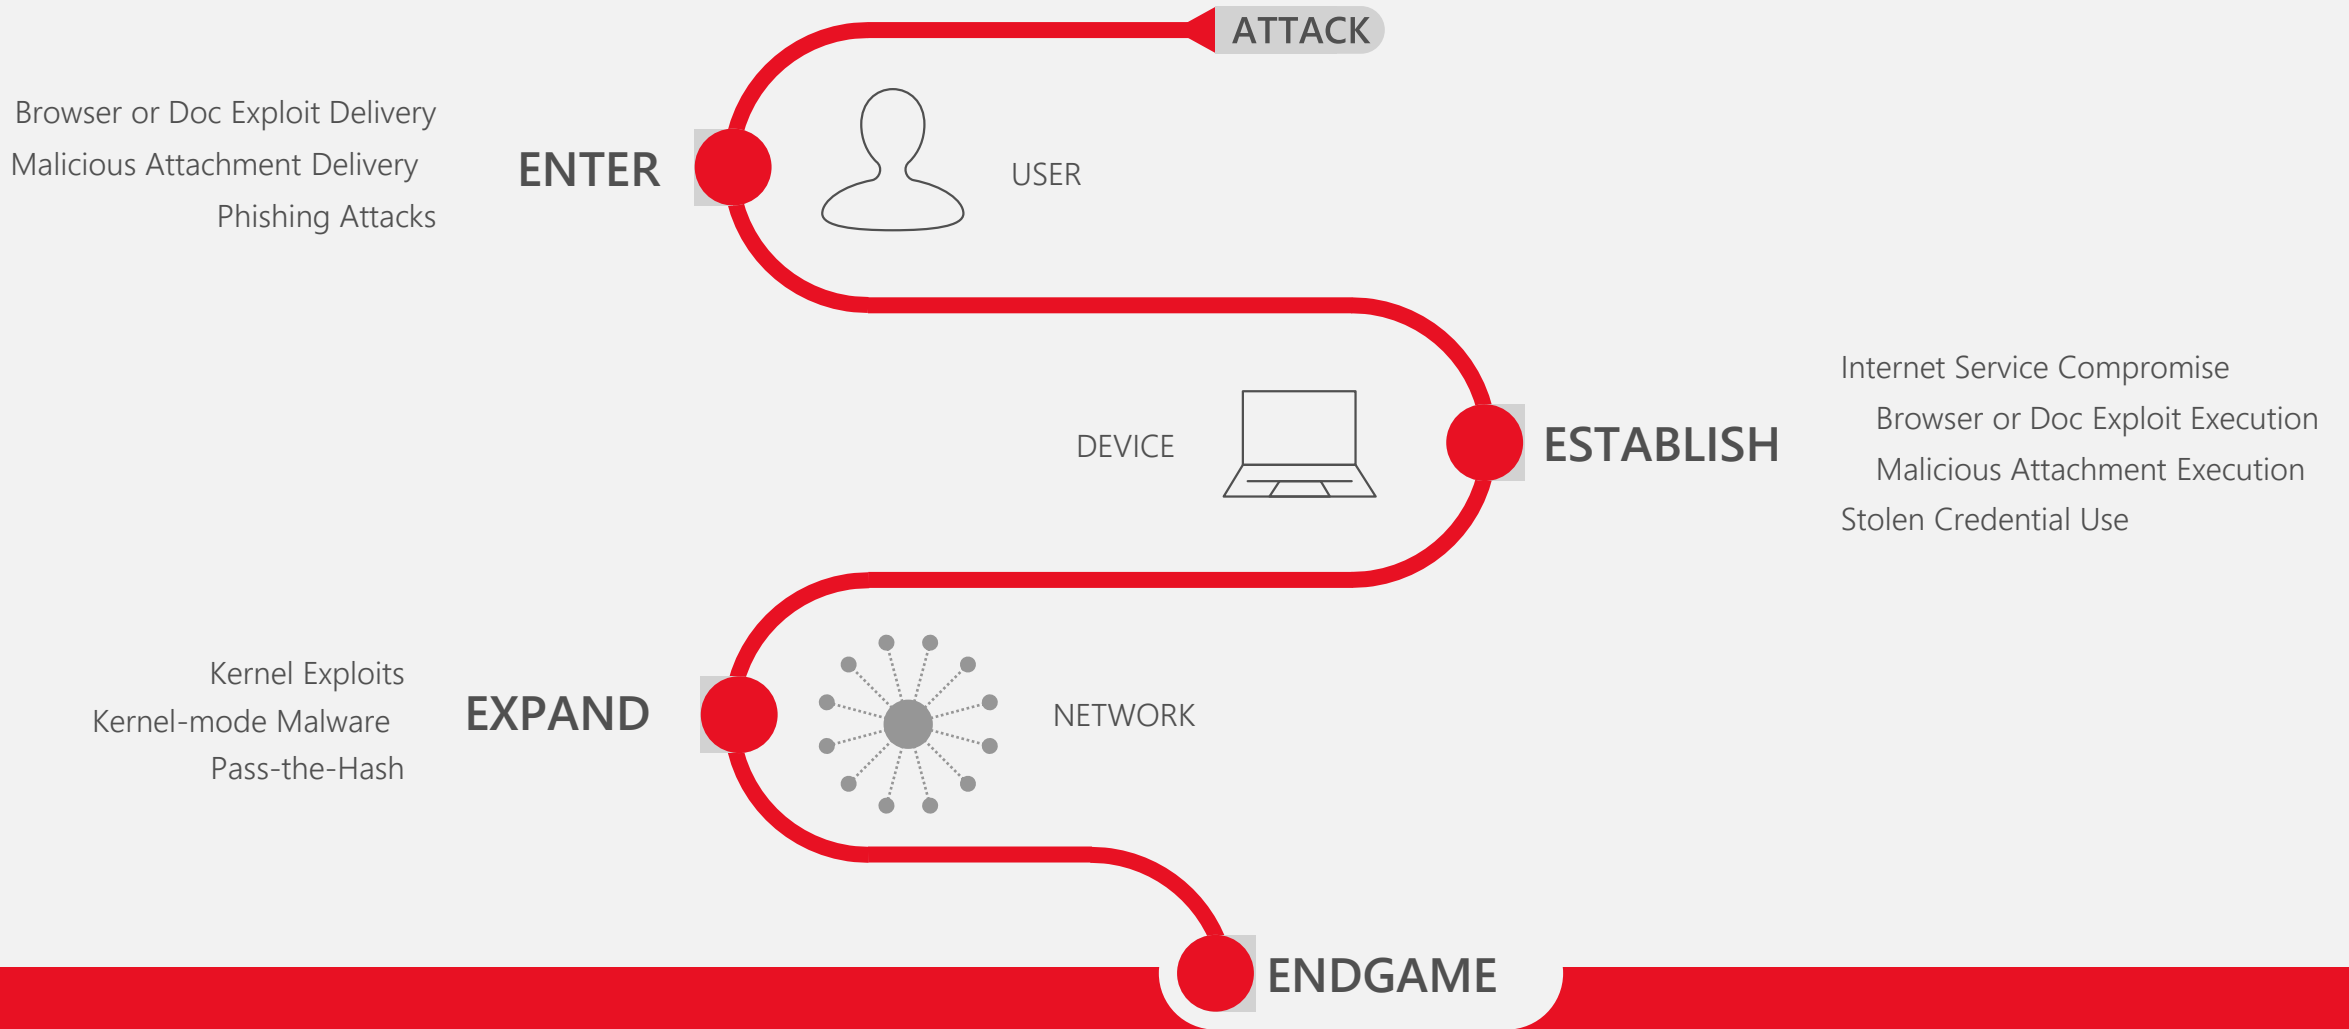 ATTACK
Browser or Doc Exploit Delivery
Malicious Attachment Delivery
Phishing Attacks
ENTER
USER
DEVICE
ESTABLISH
Internet Service Compromise
Browser or Doc Exploit Execution
Malicious Attachment Execution
Stolen Credential Use
Kernel Exploits
Kernel-mode Malware
Pass-the-Hash
EXPAND
NETWORK
ENDGAME